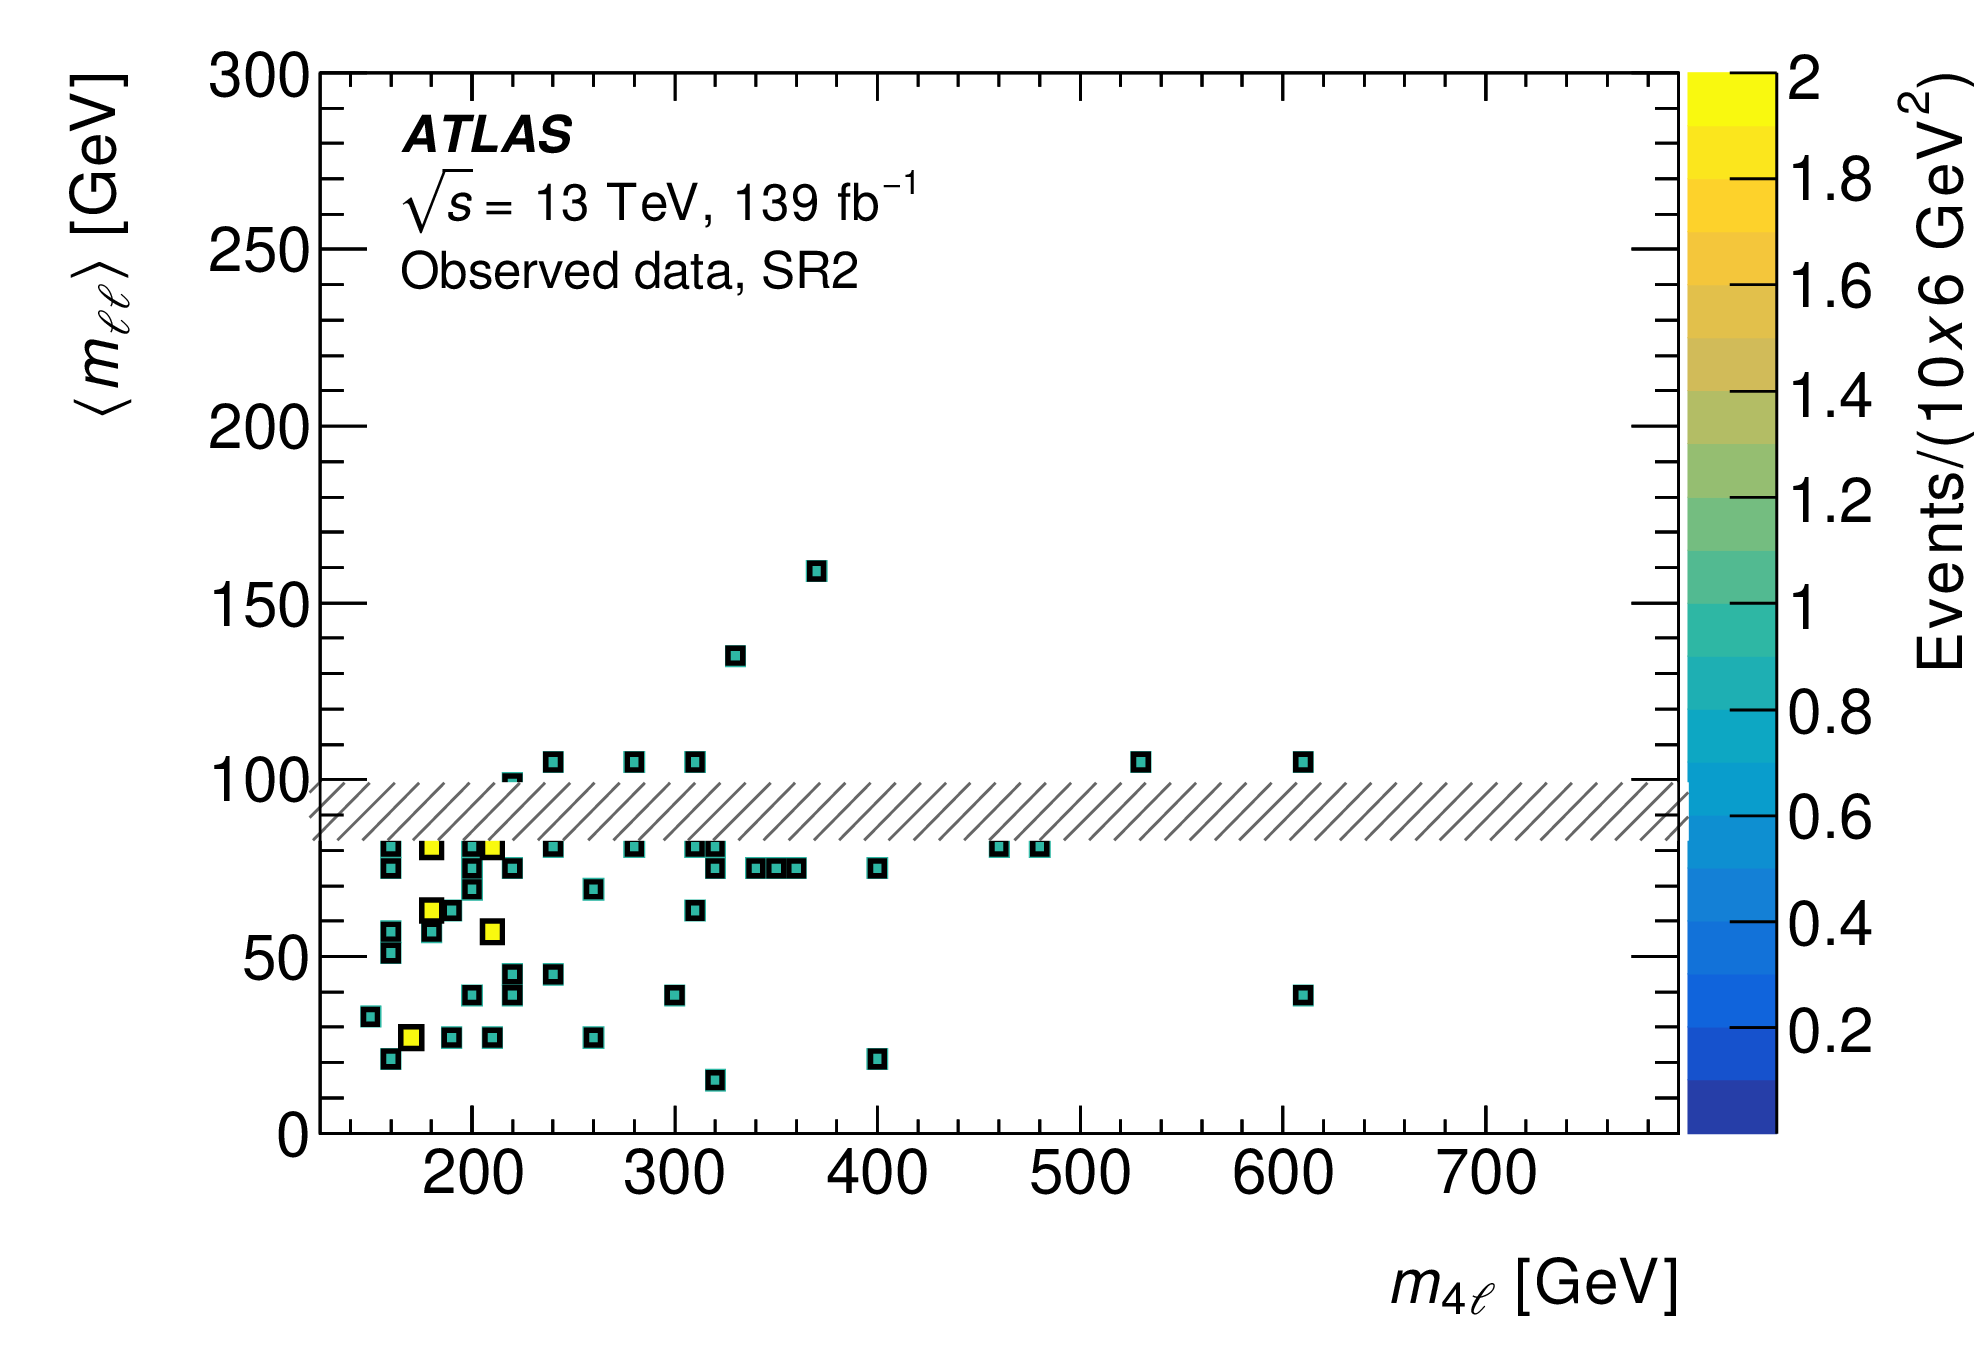 ⟨mℓℓ⟩ [GeV]
300
250
200
150
100
50
0
ATLAS
√s = 13 TeV, 139 fb⁻¹
Observed data, SR2
200 300 400 500 600 700
m4ℓ [GeV]
2
1.8
1.6
1.4
1.2
1
0.8
0.6
0.4
0.2
Events/(10x6 GeV²)